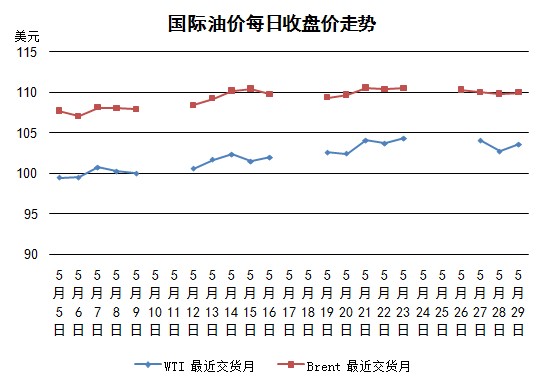 国际油价每日收盘价走势
美元
115
110
105
100
95
90
5月5日
5月6日
5月7日
5月8日
5月9日
5月10日
5月11日
5月12日
5月13日
5月14日
5月15日
5月16日
5月17日
5月18日
5月19日
5月20日
5月21日
5月22日
5月23日
5月24日
5月25日
5月26日
5月27日
5月28日
5月29日
WTI 最近交货月
Brent 最近交货月